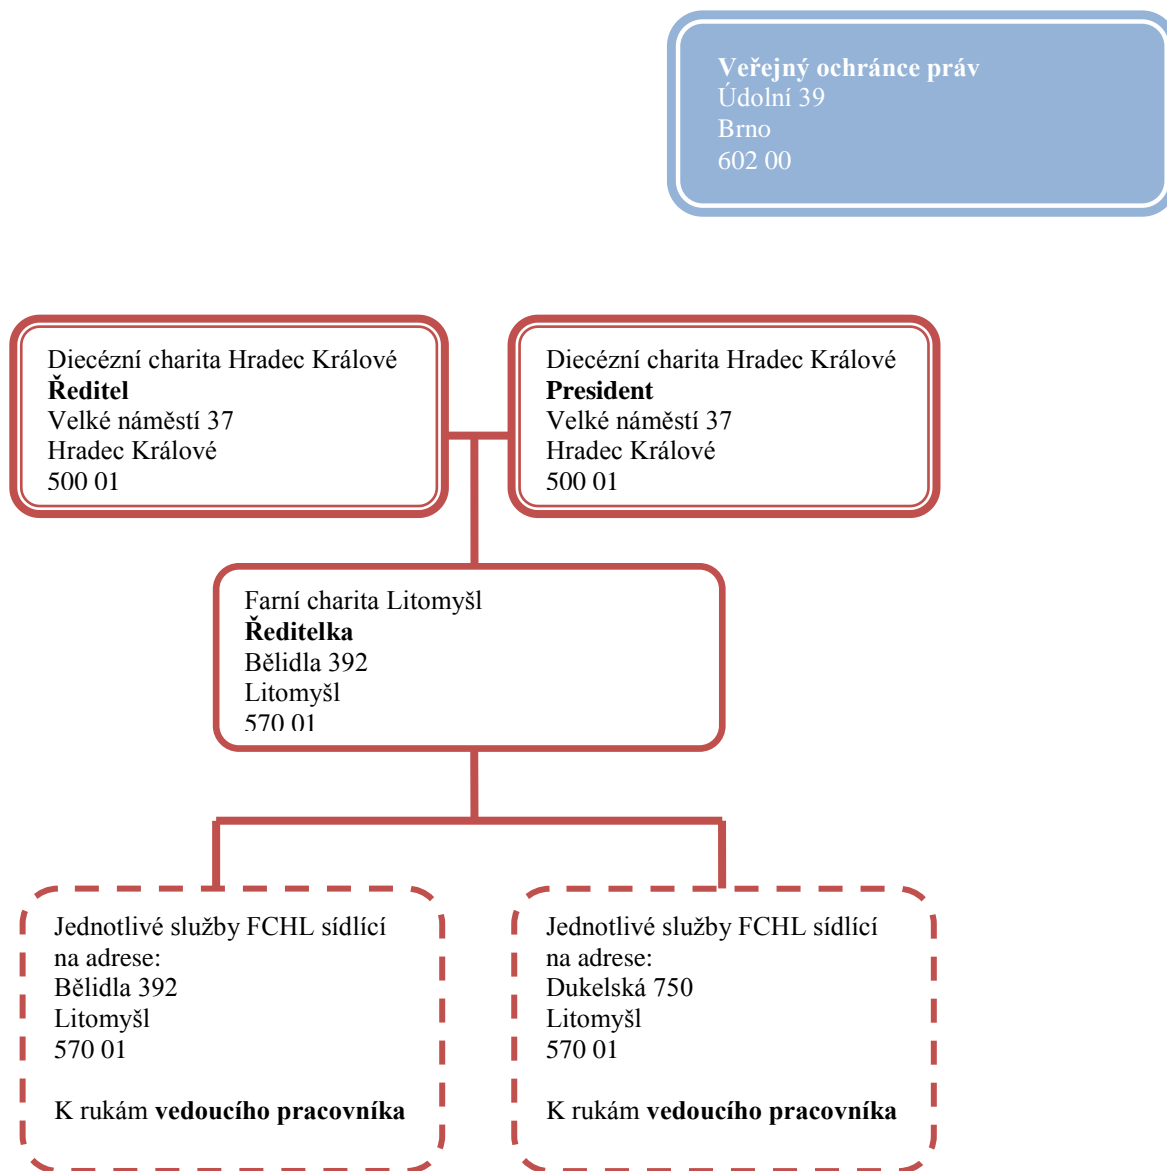 Veřejný ochránce práv
Údolní 39
Brno
602 00
Diecézní charita Hradec Králové
Ředitel
Velké náměstí 37
Hradec Králové
500 01
Diecézní charita Hradec Králové
President
Velké náměstí 37
Hradec Králové
500 01
Farní charita Litomyšl
Ředitelka
Bělidla 392
Litomyšl
570 01
Jednotlivé služby FCHL sídlící
na adrese:
Bělidla 392
Litomyšl
570 01
K rukám vedoucího pracovníka
Jednotlivé služby FCHL sídlící
na adrese:
Dukelská 750
Litomyšl
570 01
K rukám vedoucího pracovníka